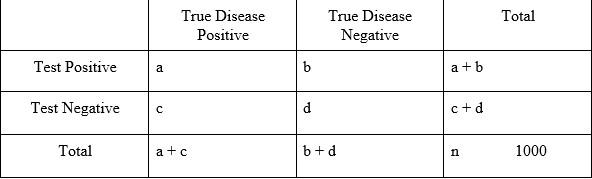 True Disease Positive
True Disease Negative
Total
Test Positive
a
b
a + b
Test Negative
c
d
c + d
Total
a + c
b + d
n 1000